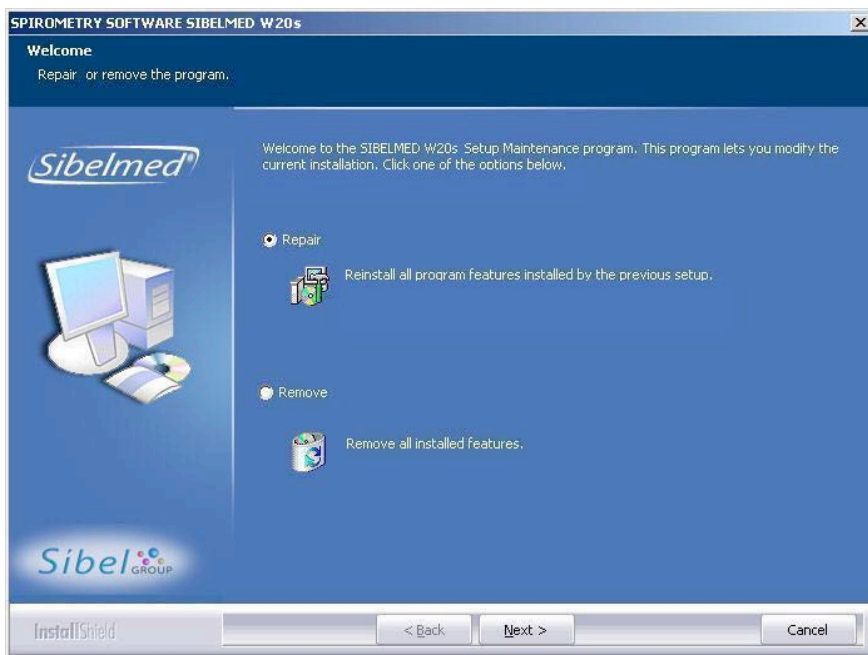 SPIROMETRY SOFTWARE SIBELMED W20s
Welcome
Repair or remove the program.
Sibelmed®
Welcome to the SIBELMED W20s Setup Maintenance program. This program lets you modify the
current installation. Click one of the options below.
Repair
Reinstall all program features installed by the previous setup.
Remove
Remove all installed features.
Sibel GROUP
InstallShield
< Back
Next >
Cancel